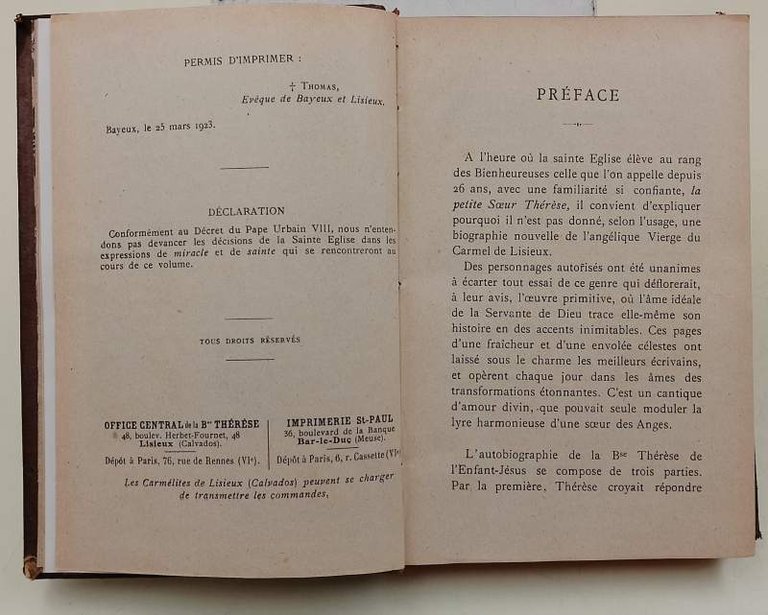 PERMIS D'IMPRIMER :
† THOMAS,
Evêque de Bayeux et Lisieux.
Bayeux, le 25 mars 1923.
DÉCLARATION
Conformément au Décret du Pape Urbain VIII, nous n'enten-
dons pas devancer les décisions de la Sainte Eglise dans les
expressions de miracle et de sainte qui se rencontreront au
cours de ce volume.
TOUS DROITS RÉSERVÉS
OFFICE CENTRAL de la Bse THÉRÈSE
48, boulev. Herbet-Fournet, 48
Lisieux (Calvados).
Dépôt à Paris, 76, rue de Rennes (VIe).
IMPRIMERIE St-PAUL
36, boulevard de la Banque
Bar-le-Duc (Meuse).
Dépôt à Paris, 6, r. Cassette (VIe
Les Carmélites de Lisieux (Calvados) peuvent se charger
de transmettre les commandes,
PRÉFACE
A l'heure où la sainte Eglise élève au rang
des Bienheureuses celle que l'on appelle depuis
26 ans, avec une familiarité si confiante, la
petite Sœur Thérèse, il convient d'expliquer
pourquoi il n'est pas donné, selon l'usage, une
biographie nouvelle de l'angélique Vierge du
Carmel de Lisieux.
Des personnages autorisés ont été unanimes
à écarter tout essai de ce genre qui déflorerait,
à leur avis, l'œuvre primitive, où l'âme idéale
de la Servante de Dieu trace elle-même son
histoire en des accents inimitables. Ces pages
d'une fraîcheur et d'une envolée célestes ont
laissé sous le charme les meilleurs écrivains,
et opèrent chaque jour dans les âmes des
transformations étonnantes. C'est un cantique
d'amour divin, que pouvait seule moduler la
lyre harmonieuse d'une sœur des Anges.
L'autobiographie de la Bse Thérèse de
l'Enfant-Jésus se compose de trois parties.
Par la première, Thérèse croyait répondre